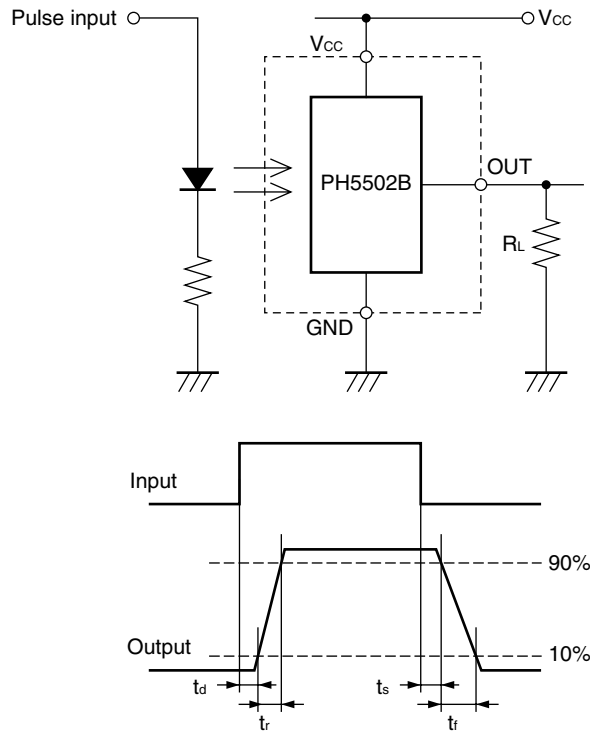 Pulse input
VCC
VCC
PH5502B
OUT
RL
GND
Input
90%
Output
10%
td
ts
tr
tf